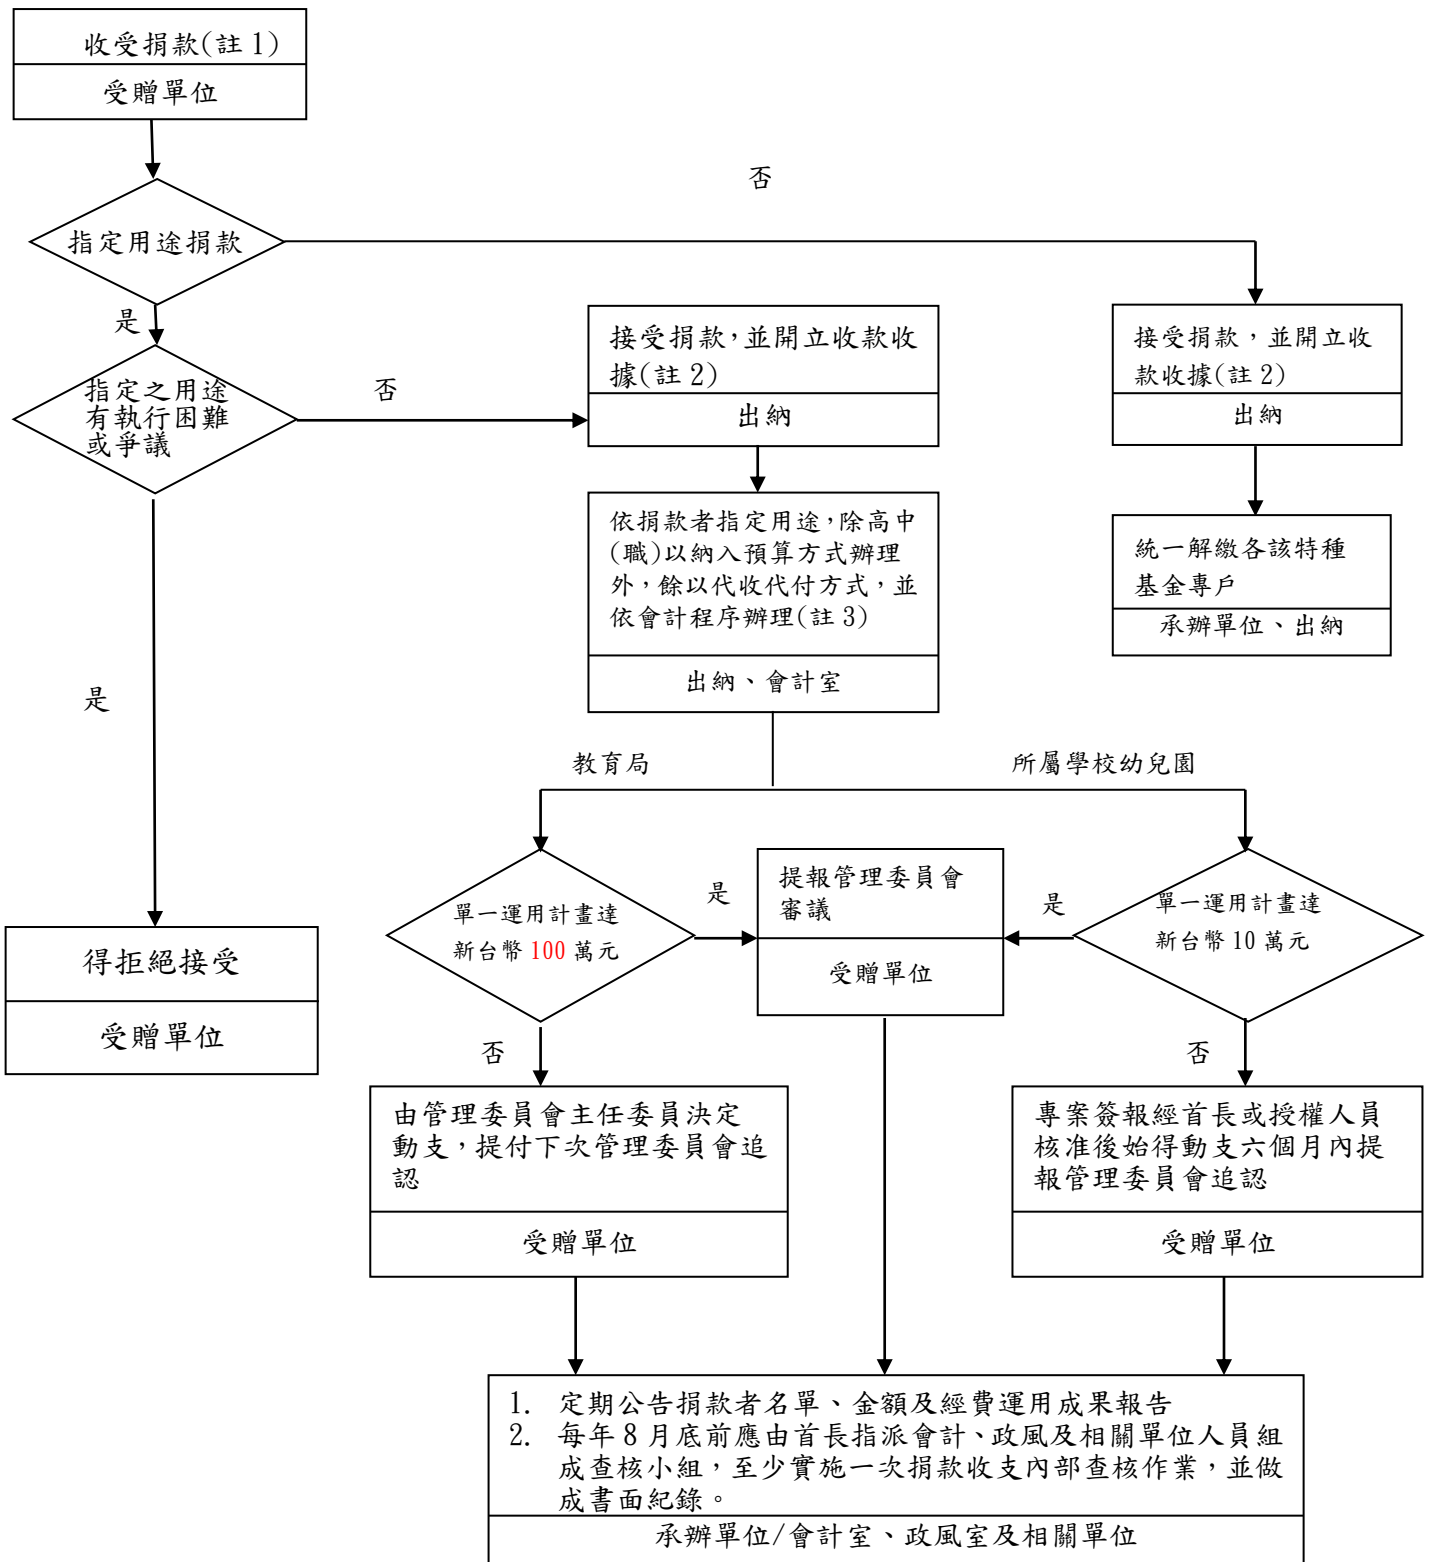 收受捐款(註 1)
受贈單位
否
指定用途捐款
是
接受捐款,並開立收款收
據(註 2)
出納
接受捐款,並開立收
款收據(註 2)
出納
指定之用途
有執行困難
或爭議
否
依捐款者指定用途,除高中
(職)以納入預算方式辦理
外,餘以代收代付方式,並
依會計程序辦理(註 3)
出納、會計室
統一解繳各該特種
基金專戶
承辦單位、出納
是
教育局
所屬學校幼兒園
單一運用計畫達
新台幣 100 萬元
是
提報管理委員會
審議
受贈單位
是
單一運用計畫達
新台幣 10 萬元
得拒絕接受
受贈單位
否
否
由管理委員會主任委員決定
動支,提付下次管理委員會追
認
受贈單位
專案簽報經首長或授權人員
核准後始得動支六個月內提
報管理委員會追認
受贈單位
1. 定期公告捐款者名單、金額及經費運用成果報告
2. 每年 8 月底前應由首長指派會計、政風及相關單位人員組
成查核小組,至少實施一次捐款收支內部查核作業,並做
成書面紀錄。
承辦單位/會計室、政風室及相關單位